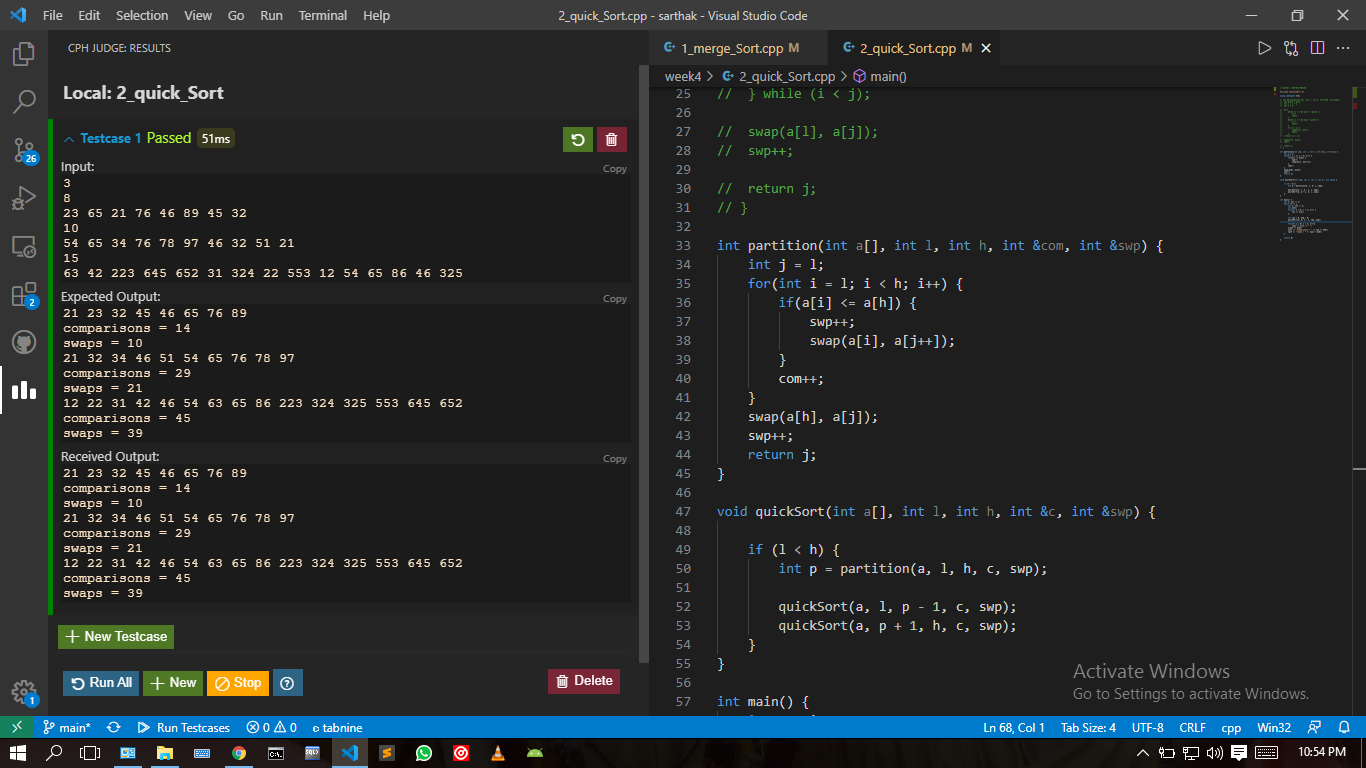 File Edit Selection View Go Run Terminal Help 2_quick_Sort.cpp - sarthak - Visual Studio Code
CPH JUDGE: RESULTS
Local: 2_quick_Sort
Testcase 1 Passed 51ms
Input:
Copy
3
8
23 65 21 76 46 89 45 32
10
54 65 34 76 78 97 46 32 51 21
15
63 42 223 645 652 31 324 22 553 12 54 65 86 46 325
Expected Output:
Copy
21 23 32 45 46 65 76 89
comparisons = 14
swaps = 10
21 32 34 46 51 54 65 76 78 97
comparisons = 29
swaps = 21
12 22 31 42 46 54 63 65 86 223 324 325 553 645 652
comparisons = 45
swaps = 39
Received Output:
Copy
21 23 32 45 46 65 76 89
comparisons = 14
swaps = 10
21 32 34 46 51 54 65 76 78 97
comparisons = 29
swaps = 21
12 22 31 42 46 54 63 65 86 223 324 325 553 645 652
comparisons = 45
swaps = 39
+ New Testcase
Run All + New Stop Delete
26
2
1
1_merge_Sort.cpp M 2_quick_Sort.cpp M
week4 > 2_quick_Sort.cpp > main()
25 // } while (i < j);
26
27 // swap(a[l], a[j]);
28 // swp++;
29
30 // return j;
31 // }
32
33 int partition(int a[], int l, int h, int &com, int &swp) {
34 int j = l;
35 for(int i = l; i < h; i++) {
36 if(a[i] <= a[h]) {
37 swp++;
38 swap(a[i], a[j++]);
39 }
40 com++;
41 }
42 swap(a[h], a[j]);
43 swp++;
44 return j;
45 }
46
47 void quickSort(int a[], int l, int h, int &c, int &swp) {
48
49 if (l < h) {
50 int p = partition(a, l, h, c, swp);
51
52 quickSort(a, l, p - 1, c, swp);
53 quickSort(a, p + 1, h, c, swp);
54 }
55 }
56
57 int main() {
Activate Windows
Go to Settings to activate Windows.
main* Run Testcases 0 0 tabnine Ln 68, Col 1 Tab Size: 4 UTF-8 CRLF cpp Win32
10:54 PM